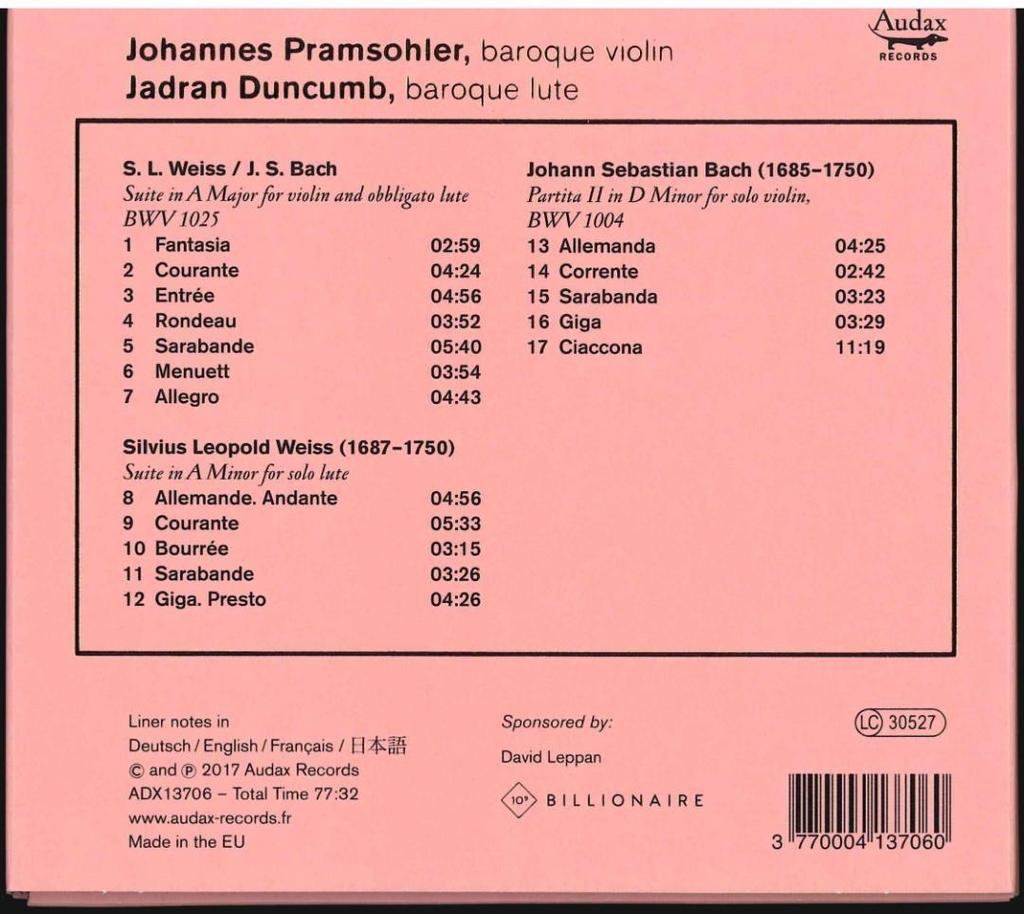 Audax
RECORDS
Johannes Pramsohler, baroque violin
Jadran Duncumb, baroque lute
S. L. Weiss / J. S. Bach
Suite in A Major for violin and obbligato lute
BWV 1025
1 Fantasia 02:59
2 Courante 04:24
3 Entrée 04:56
4 Rondeau 03:52
5 Sarabande 05:40
6 Menuett 03:54
7 Allegro 04:43
Silvius Leopold Weiss (1687–1750)
Suite in A Minor for solo lute
8 Allemande. Andante 04:56
9 Courante 05:33
10 Bourrée 03:15
11 Sarabande 03:26
12 Giga. Presto 04:26
Johann Sebastian Bach (1685–1750)
Partita II in D Minor for solo violin,
BWV 1004
13 Allemanda 04:25
14 Corrente 02:42
15 Sarabanda 03:23
16 Giga 03:29
17 Ciaccona 11:19
Liner notes in
Deutsch / English / Français / 日本語
© and ℗ 2017 Audax Records
ADX13706 – Total Time 77:32
www.audax-records.fr
Made in the EU
Sponsored by:
David Leppan
10⁹ BILLIONAIRE
LC 30527
3 770004 137060